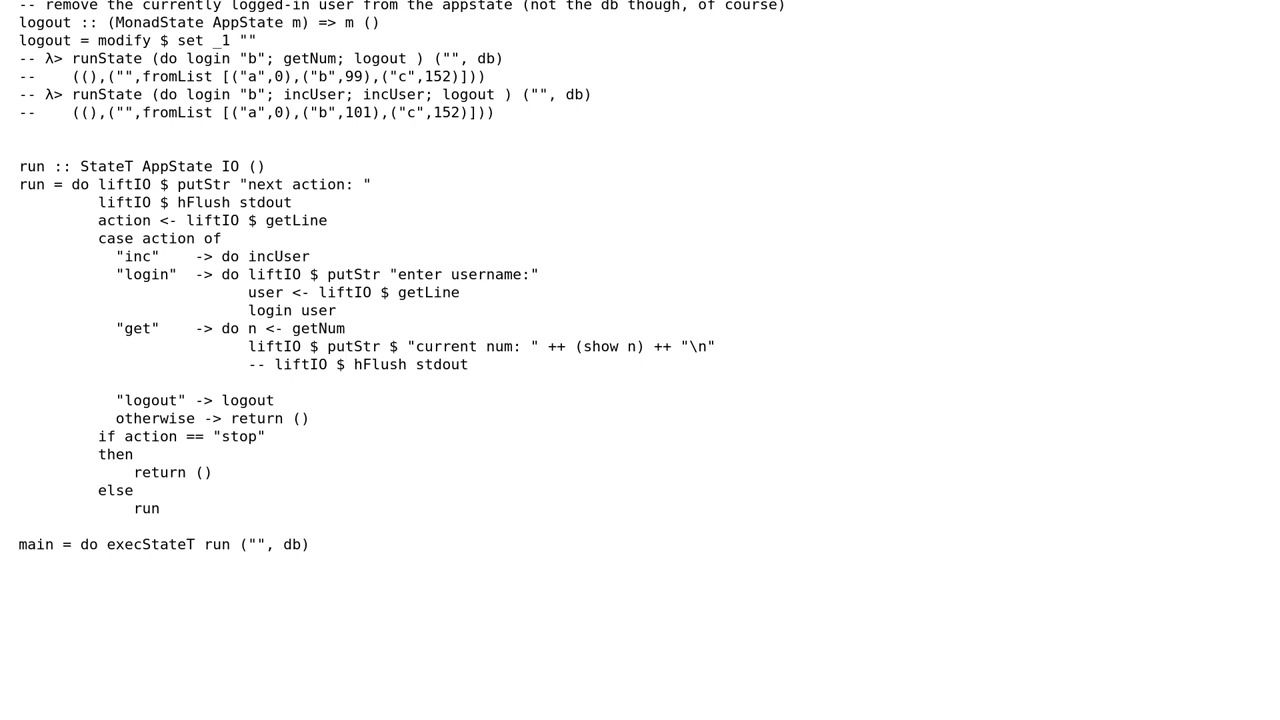 -- remove the currently logged-in user from the appstate (not the db though, of course)
logout :: (MonadState AppState m) => m ()
logout = modify $ set _1 ""
-- λ> runState (do login "b"; getNum; logout ) ("", db)
--    ((),("",fromList [("a",0),("b",99),("c",152)]))
-- λ> runState (do login "b"; incUser; incUser; logout ) ("", db)
--    ((),("",fromList [("a",0),("b",101),("c",152)]))


run :: StateT AppState IO ()
run = do liftIO $ putStr "next action: "
         liftIO $ hFlush stdout
         action <- liftIO $ getLine
         case action of
           "inc"    -> do incUser
           "login"  -> do liftIO $ putStr "enter username:"
                          user <- liftIO $ getLine
                          login user
           "get"    -> do n <- getNum
                          liftIO $ putStr $ "current num: " ++ (show n) ++ "\n"
                          -- liftIO $ hFlush stdout

           "logout" -> logout
           otherwise -> return ()
         if action == "stop"
         then
             return ()
         else
             run

main = do execStateT run ("", db)